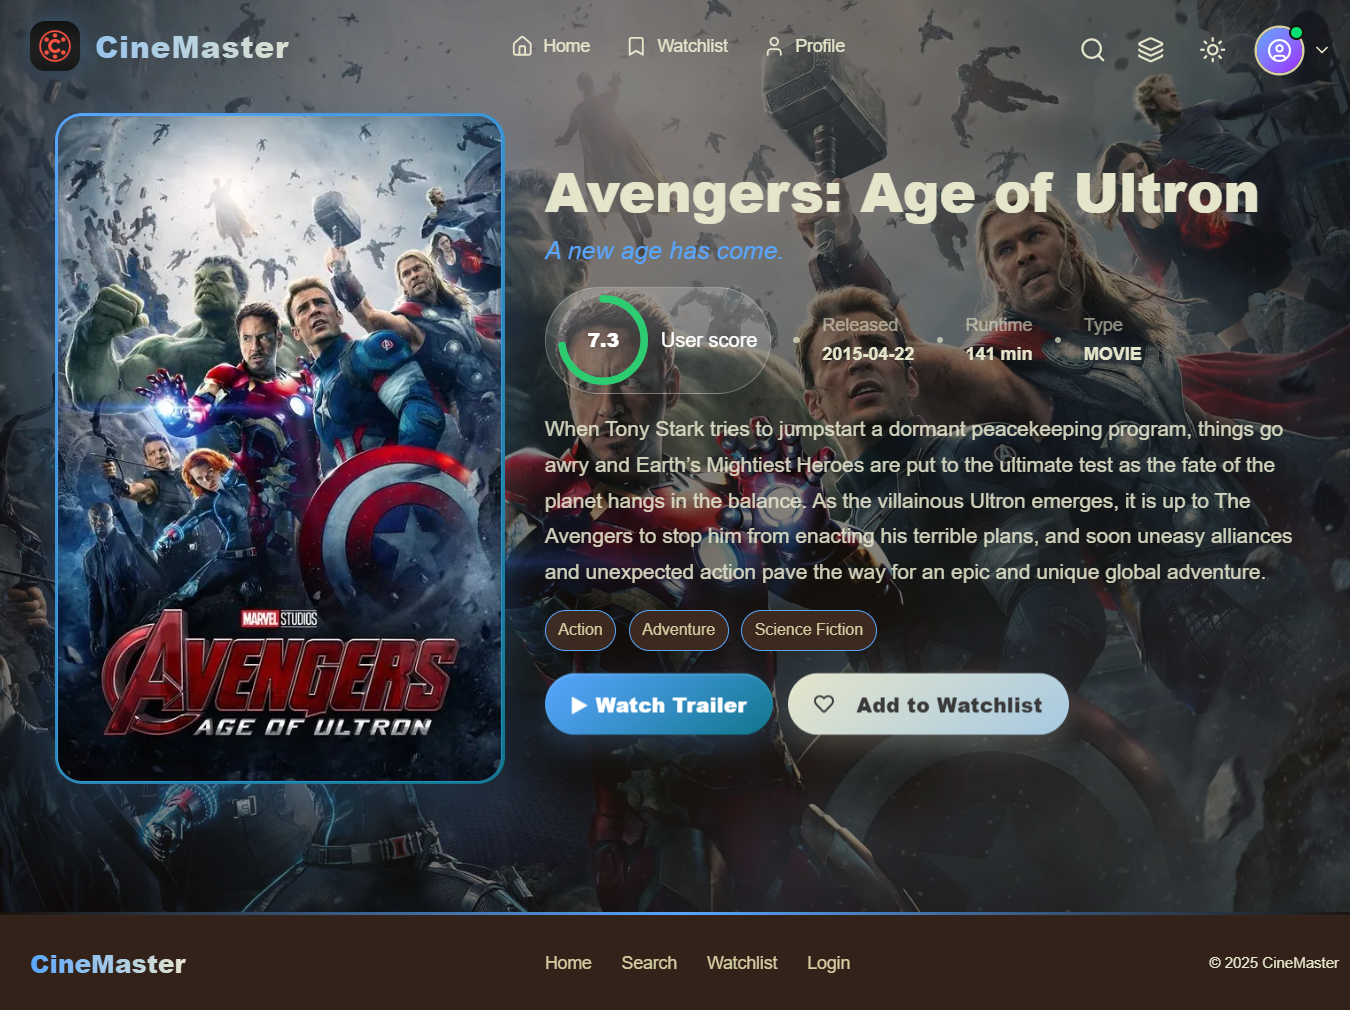 CineMaster
Home
Watchlist
Profile
MARVEL STUDIOS
AVENGERS
AGE OF ULTRON
Avengers: Age of Ultron
A new age has come.
7.3
User score
Released
2015-04-22
Runtime
141 min
Type
MOVIE
When Tony Stark tries to jumpstart a dormant peacekeeping program, things go
awry and Earth’s Mightiest Heroes are put to the ultimate test as the fate of the
planet hangs in the balance. As the villainous Ultron emerges, it is up to The
Avengers to stop him from enacting his terrible plans, and soon uneasy alliances
and unexpected action pave the way for an epic and unique global adventure.
Action
Adventure
Science Fiction
Watch Trailer
Add to Watchlist
CineMaster
Home
Search
Watchlist
Login
© 2025 CineMaster